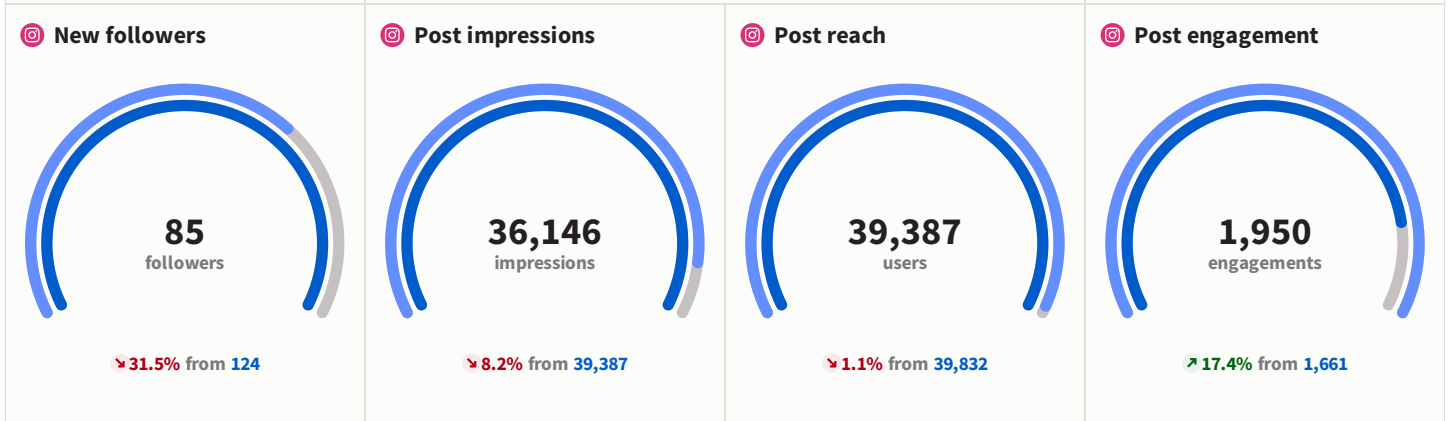 New followers
85
followers
31.5% from 124
Post impressions
36,146
impressions
8.2% from 39,387
Post reach
39,387
users
1.1% from 39,832
Post engagement
1,950
engagements
17.4% from 1,661